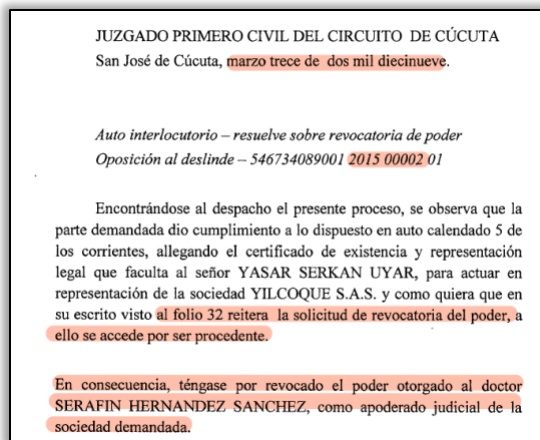 JUZGADO PRIMERO CIVIL DEL CIRCUITO DE CÚCUTA
San José de Cúcuta, marzo trece de dos mil diecinueve.
Auto interlocutorio – resuelve sobre revocatoria de poder
Oposición al deslinde – 546734089001 2015 00002 01
Encontrándose al despacho el presente proceso, se observa que la
parte demandada dio cumplimiento a lo dispuesto en auto calendado 5 de
los corrientes, allegando el certificado de existencia y representación
legal que faculta al señor YASAR SERKAN UYAR, para actuar en
representación de la sociedad YILCOQUE S.A.S. y como quiera que en
su escrito visto al folio 32 reitera la solicitud de revocatoria del poder, a
ello se accede por ser procedente.
En consecuencia, téngase por revocado el poder otorgado al doctor
SERAFIN HERNANDEZ SANCHEZ, como apoderado judicial de la
sociedad demandada.